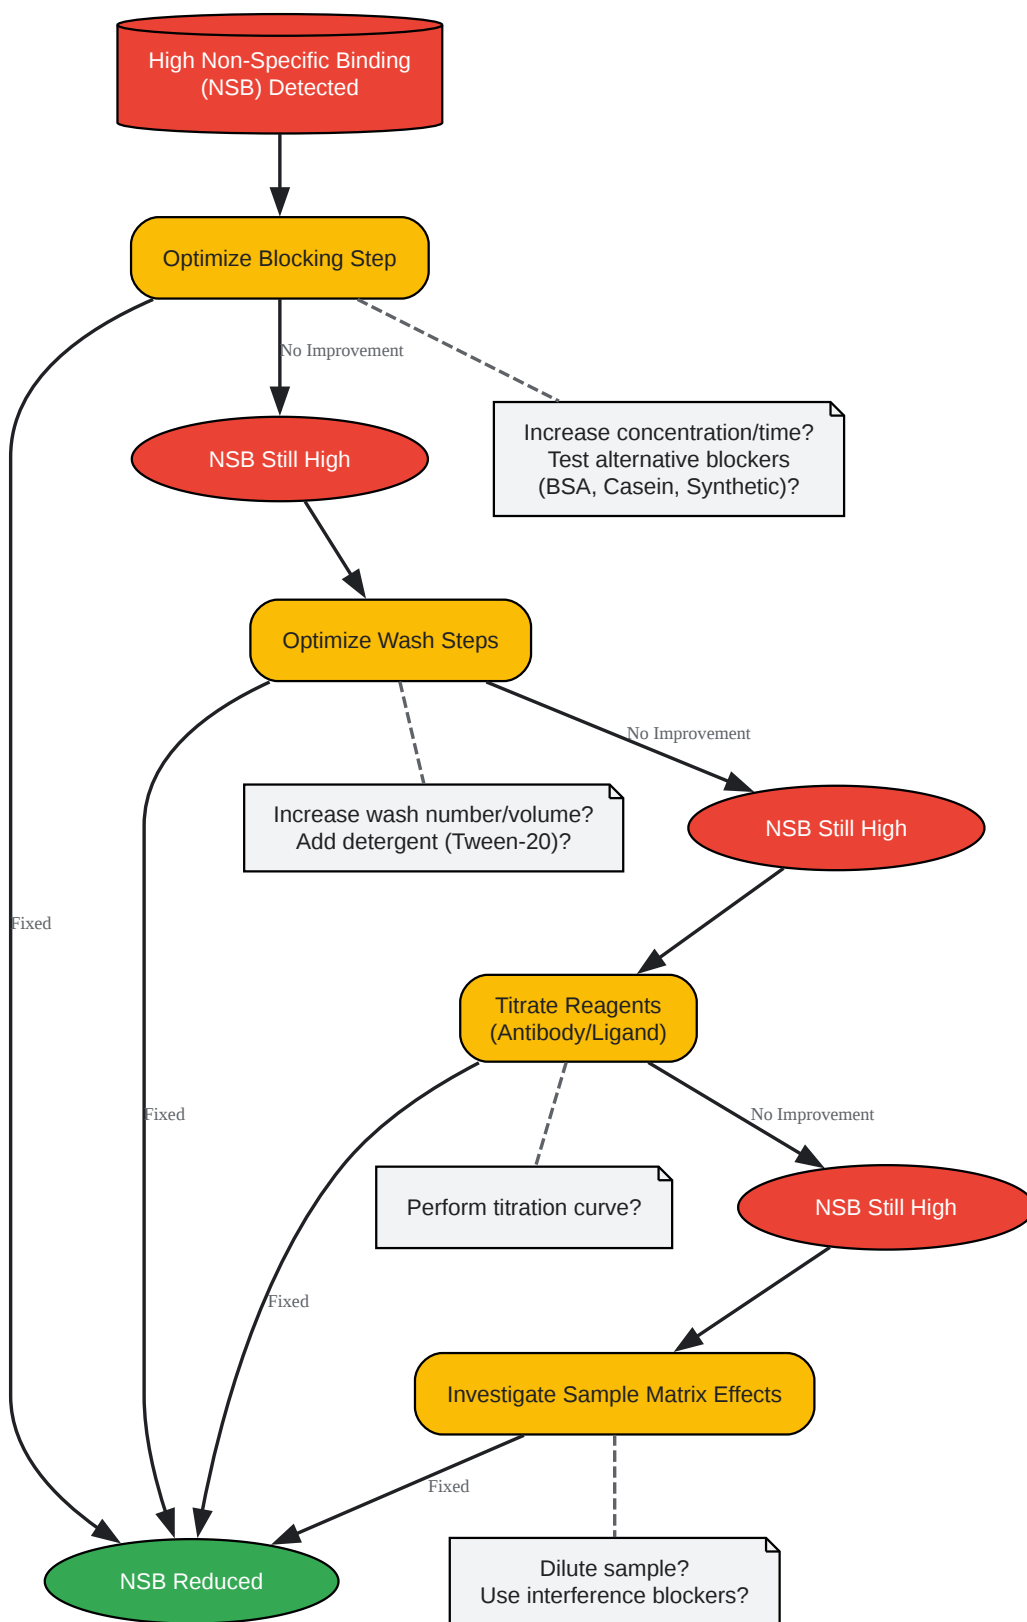 High Non-Specific Binding
(NSB) Detected
Optimize Blocking Step
No Improvement
Increase concentration/time?
Test alternative blockers
(BSA, Casein, Synthetic)?
NSB Still High
Optimize Wash Steps
No Improvement
Increase wash number/volume?
Add detergent (Tween-20)?
NSB Still High
Fixed
Titrate Reagents
(Antibody/Ligand)
Fixed
No Improvement
Perform titration curve?
NSB Still High
Fixed
Investigate Sample Matrix Effects
Fixed
Dilute sample?
Use interference blockers?
NSB Reduced